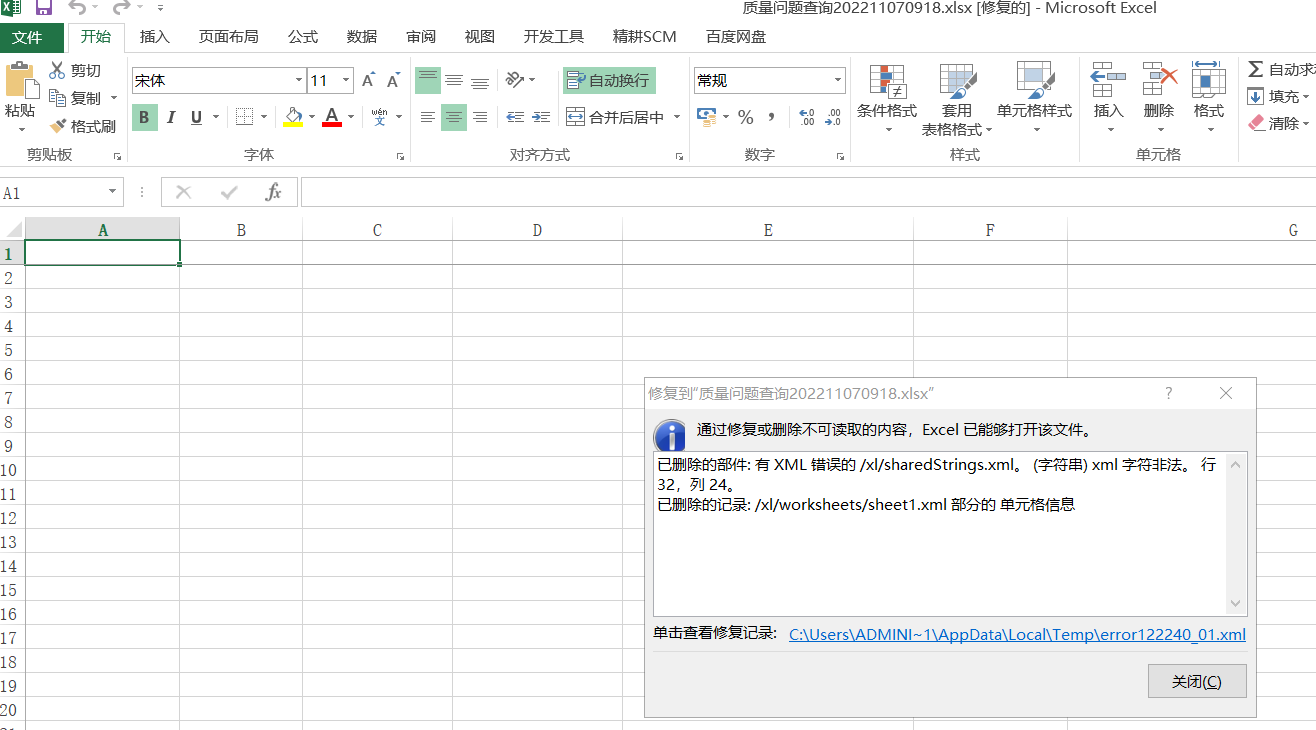 质量问题查询202211070918.xlsx [修复的] - Microsoft Excel
文件 开始 插入 页面布局 公式 数据 审阅 视图 开发工具 精耕SCM 百度网盘
粘贴
剪切
复制
格式刷
剪贴板
宋体 11
B I U A wén 文
字体
自动换行
合并后居中
对齐方式
常规
% , .00 .0
数字
条件格式
套用
表格格式
单元格样式
样式
插入 删除 格式
单元格
Σ 自动求
填充
清除
A1 fx
A B C D E F G
1
2
3
4
5
6
7
8
9
10
11
12
13
14
15
16
17
18
19
20
修复到"质量问题查询202211070918.xlsx" ?
通过修复或删除不可读取的内容，Excel 已能够打开该文件。
已删除的部件: 有 XML 错误的 /xl/sharedStrings.xml。 (字符串) xml 字符非法。 行
32，列 24。
已删除的记录: /xl/worksheets/sheet1.xml 部分的 单元格信息
单击查看修复记录: C:\Users\ADMINI~1\AppData\Local\Temp\error122240_01.xml
关闭(C)